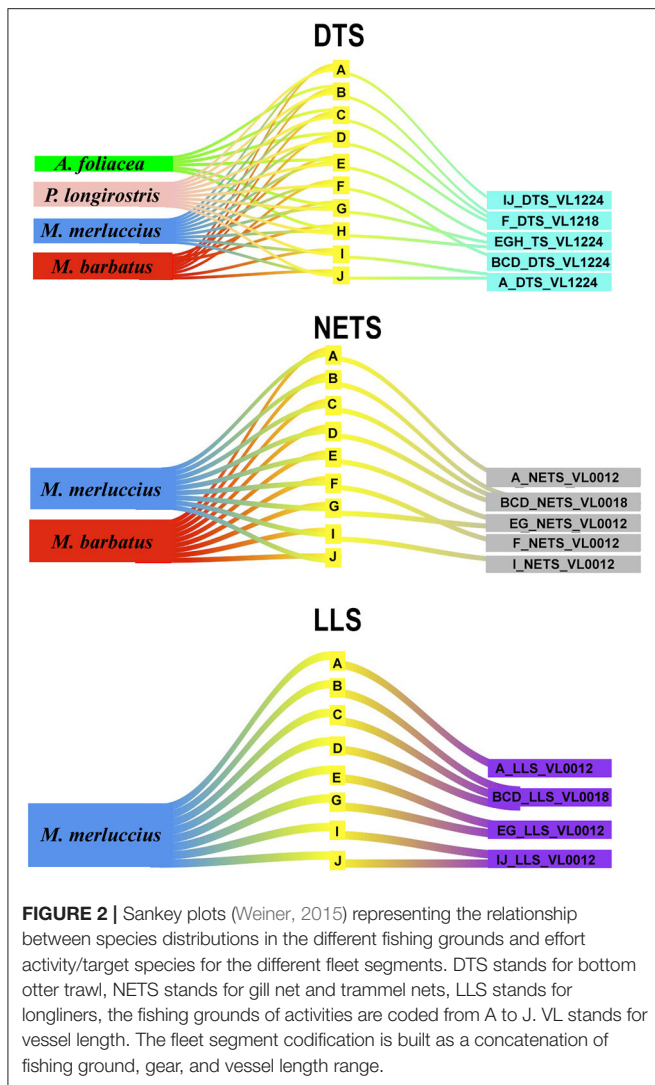 DTS
A
B
C
D
E
F
G
H
I
J
A. foliacea
P. longirostris
M. merluccius
M. barbatus
IJ_DTS_VL1224
F_DTS_VL1218
EGH_TS_VL1224
BCD_DTS_VL1224
A_DTS_VL1224
NETS
A
B
C
D
E
F
G
I
J
M. merluccius
M. barbatus
A_NETS_VL0012
BCD_NETS_VL0018
EG_NETS_VL0012
F_NETS_VL0012
I_NETS_VL0012
LLS
A
B
C
D
E
G
I
J
M. merluccius
A_LLS_VL0012
BCD_LLS_VL0018
EG_LLS_VL0012
IJ_LLS_VL0012
FIGURE 2 | Sankey plots (Weiner, 2015) representing the relationship
between species distributions in the different fishing grounds and effort
activity/target species for the different fleet segments. DTS stands for bottom
otter trawl, NETS stands for gill net and trammel nets, LLS stands for
longliners, the fishing grounds of activities are coded from A to J. VL stands for
vessel length. The fleet segment codification is built as a concatenation of
fishing ground, gear, and vessel length range.